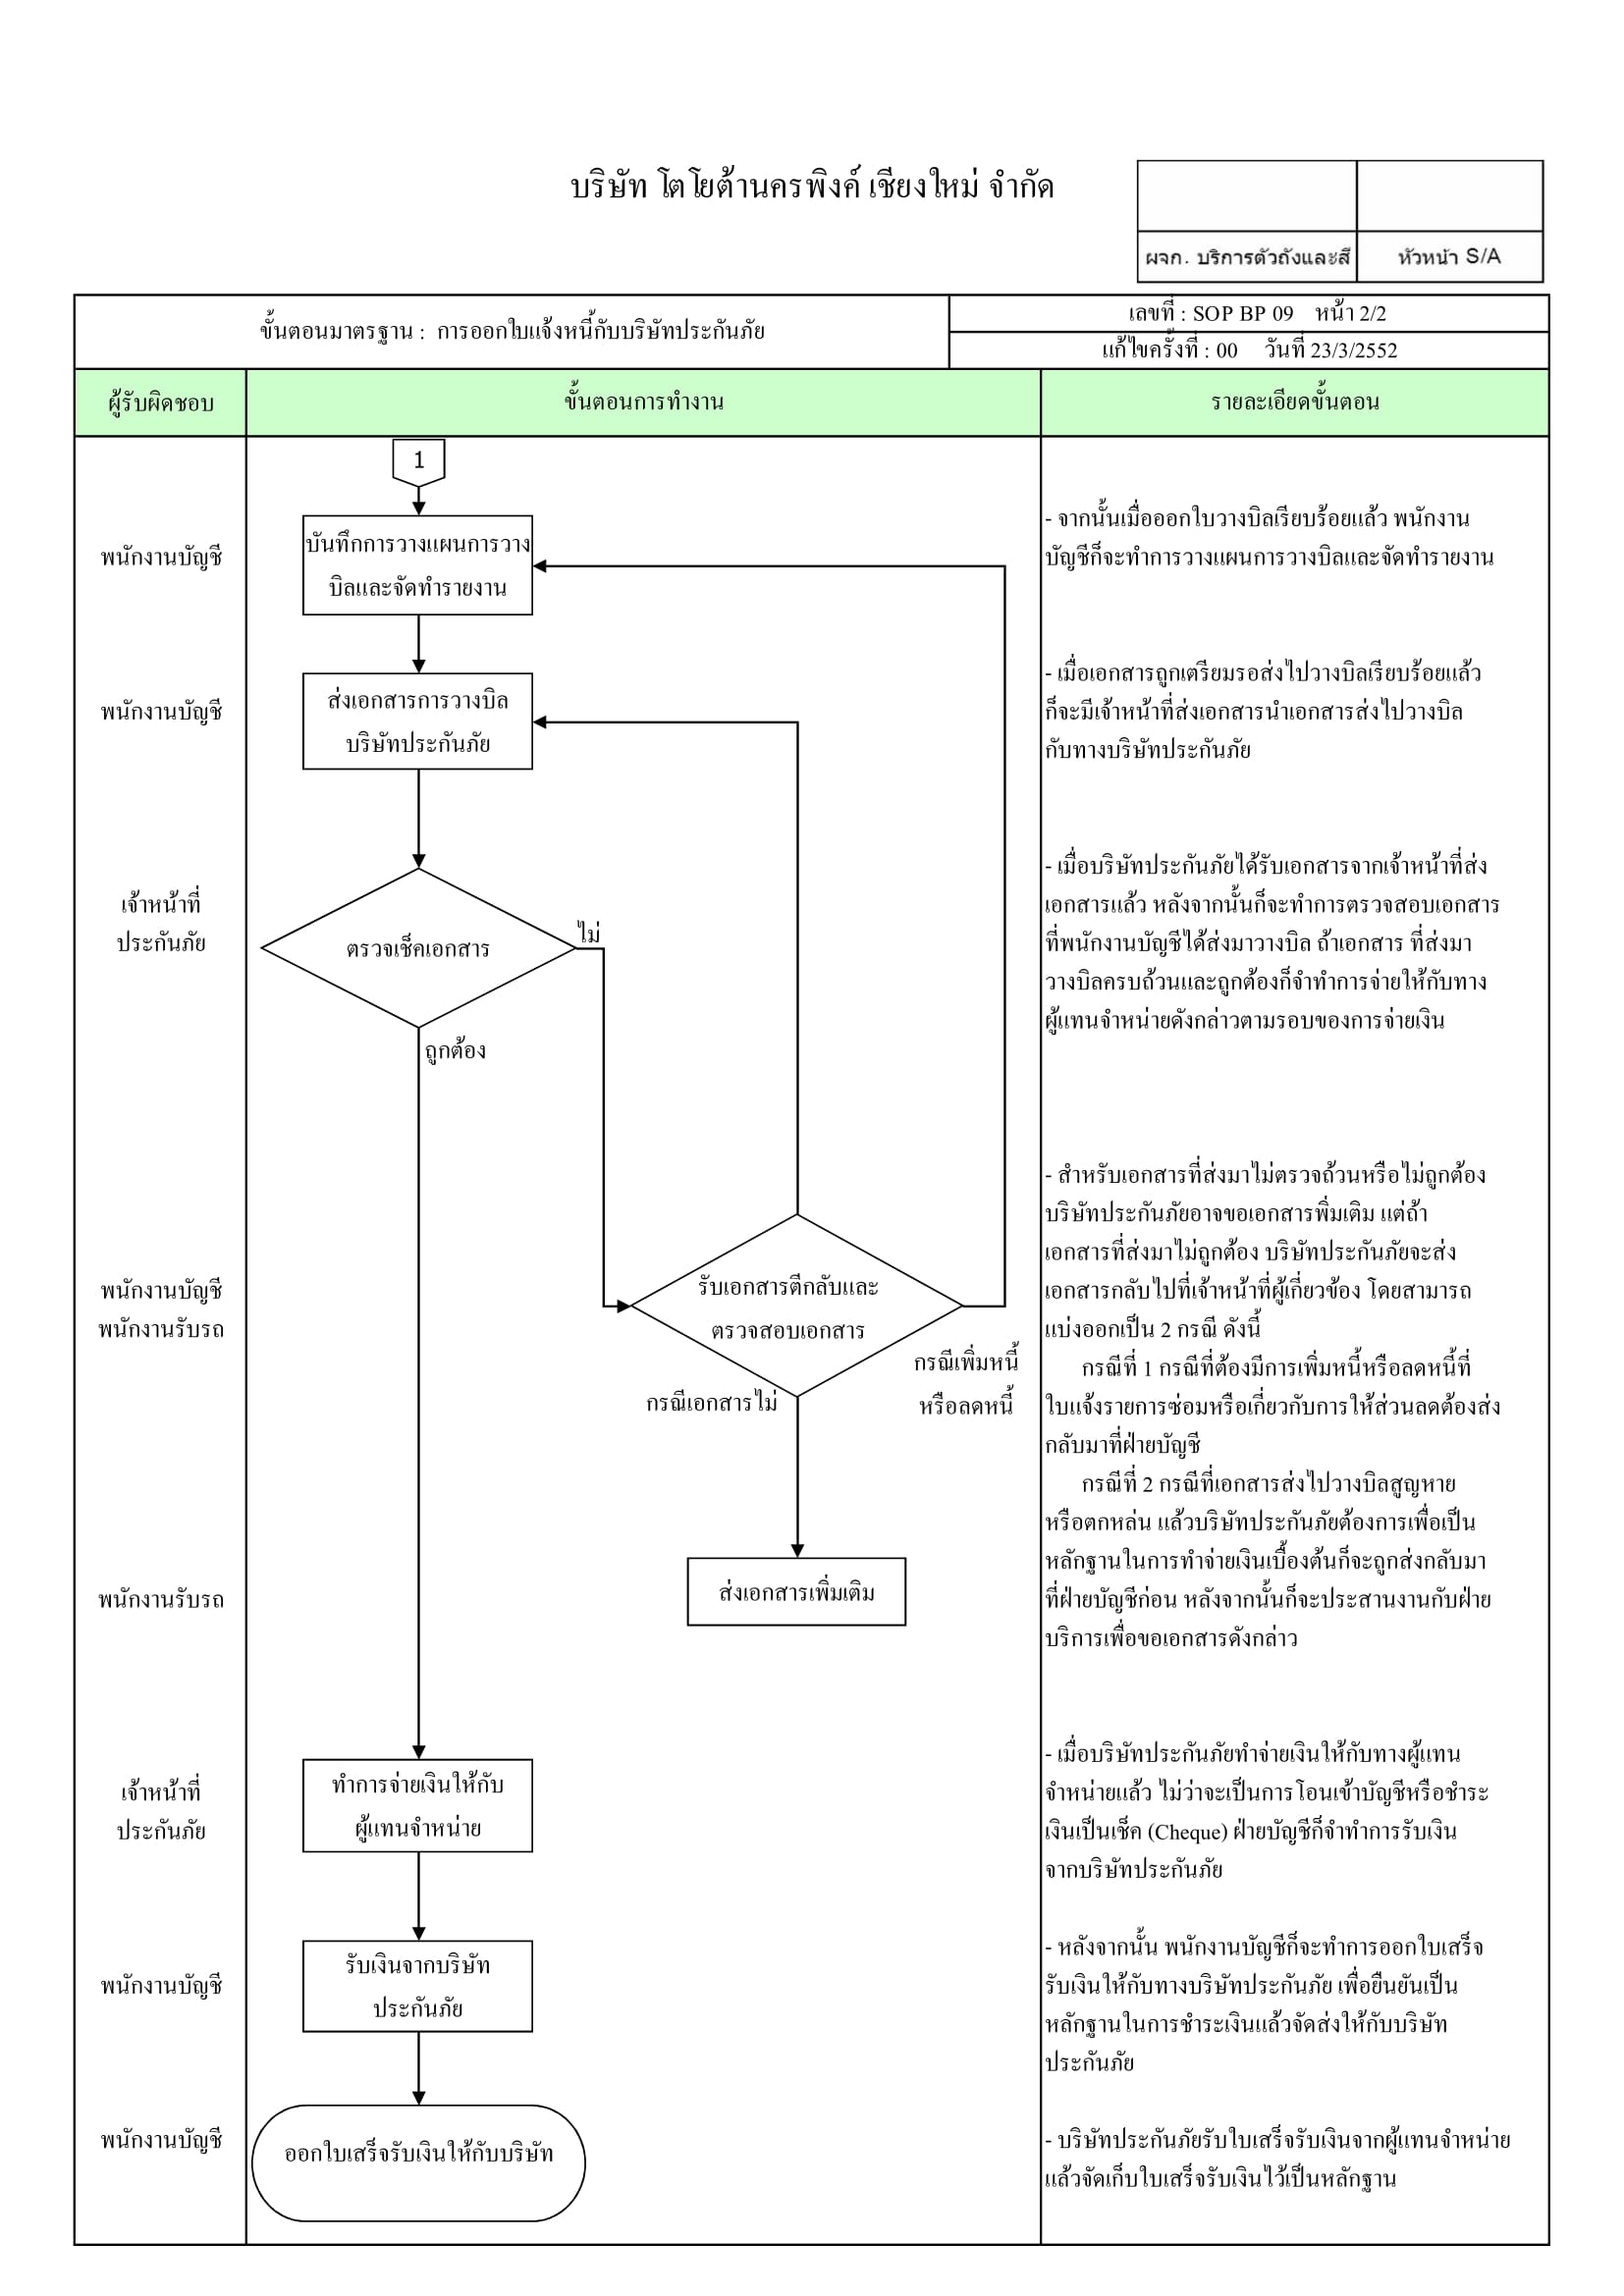 บริษัท โตโยต้านครพิงค์ เชียงใหม่ จำกัด
ผจก. บริการตัวถังและสี
หัวหน้า S/A
ขั้นตอนมาตรฐาน :  การออกใบแจ้งหนี้กับบริษัทประกันภัย
เลขที่ : SOP BP 09    หน้า 2/2
แก้ไขครั้งที่ : 00    วันที่ 23/3/2552
ผู้รับผิดชอบ
ขั้นตอนการทำงาน
รายละเอียดขั้นตอน
1
พนักงานบัญชี
บันทึกการวางแผนการวาง
บิลและจัดทำรายงาน
- จากนั้นเมื่อออกใบวางบิลเรียบร้อยแล้ว พนักงาน
บัญชีก็จะทำการวางแผนการวางบิลและจัดทำรายงาน
พนักงานบัญชี
ส่งเอกสารการวางบิล
บริษัทประกันภัย
- เมื่อเอกสารถูกเตรียมรอส่งไปวางบิลเรียบร้อยแล้ว
ก็จะมีเจ้าหน้าที่ส่งเอกสารนำเอกสารส่งไปวางบิล
กับทางบริษัทประกันภัย
เจ้าหน้าที่
ประกันภัย
ตรวจเช็คเอกสาร
ไม่
ถูกต้อง
- เมื่อบริษัทประกันภัยได้รับเอกสารจากเจ้าหน้าที่ส่ง
เอกสารแล้ว หลังจากนั้นก็จะทำการตรวจสอบเอกสาร
ที่พนักงานบัญชีได้ส่งมาวางบิล ถ้าเอกสาร ที่ส่งมา
วางบิลครบถ้วนและถูกต้องก็จำทำการจ่ายให้กับทาง
ผู้แทนจำหน่ายดังกล่าวตามรอบของการจ่ายเงิน
พนักงานบัญชี
พนักงานรับรถ
รับเอกสารตีกลับและ
ตรวจสอบเอกสาร
กรณีเพิ่มหนี้
หรือลดหนี้
กรณีเอกสารไม่
- สำหรับเอกสารที่ส่งมาไม่ตรวจถ้วนหรือไม่ถูกต้อง
บริษัทประกันภัยอาจขอเอกสารพิ่มเติม แต่ถ้า
เอกสารที่ส่งมาไม่ถูกต้อง บริษัทประกันภัยจะส่ง
เอกสารกลับไปที่เจ้าหน้าที่ผู้เกี่ยวข้อง โดยสามารถ
แบ่งออกเป็น 2 กรณี ดังนี้
กรณีที่ 1 กรณีที่ต้องมีการเพิ่มหนี้หรือลดหนี้ที่
ใบแจ้งรายการซ่อมหรือเกี่ยวกับการให้ส่วนลดต้องส่ง
กลับมาที่ฝ่ายบัญชี
กรณีที่ 2 กรณีที่เอกสารส่งไปวางบิลสูญหาย
หรือตกหล่น แล้วบริษัทประกันภัยต้องการเพื่อเป็น
หลักฐานในการทำจ่ายเงินเบื้องต้นก็จะถูกส่งกลับมา
ที่ฝ่ายบัญชีก่อน หลังจากนั้นก็จะประสานงานกับฝ่าย
บริการเพื่อขอเอกสารดังกล่าว
พนักงานรับรถ
ส่งเอกสารเพิ่มเติม
เจ้าหน้าที่
ประกันภัย
ทำการจ่ายเงินให้กับ
ผู้แทนจำหน่าย
- เมื่อบริษัทประกันภัยทำจ่ายเงินให้กับทางผู้แทน
จำหน่ายแล้ว ไม่ว่าจะเป็นการโอนเข้าบัญชีหรือชำระ
เงินเป็นเช็ค (Cheque) ฝ่ายบัญชีก็จำทำการรับเงิน
จากบริษัทประกันภัย
พนักงานบัญชี
รับเงินจากบริษัท
ประกันภัย
- หลังจากนั้น พนักงานบัญชีก็จะทำการออกใบเสร็จ
รับเงินให้กับทางบริษัทประกันภัย เพื่อยืนยันเป็น
หลักฐานในการชำระเงินแล้วจัดส่งให้กับบริษัท
ประกันภัย
พนักงานบัญชี
ออกใบเสร็จรับเงินให้กับบริษัท
- บริษัทประกันภัยรับใบเสร็จรับเงินจากผู้แทนจำหน่าย
แล้วจัดเก็บใบเสร็จรับเงินไว้เป็นหลักฐาน